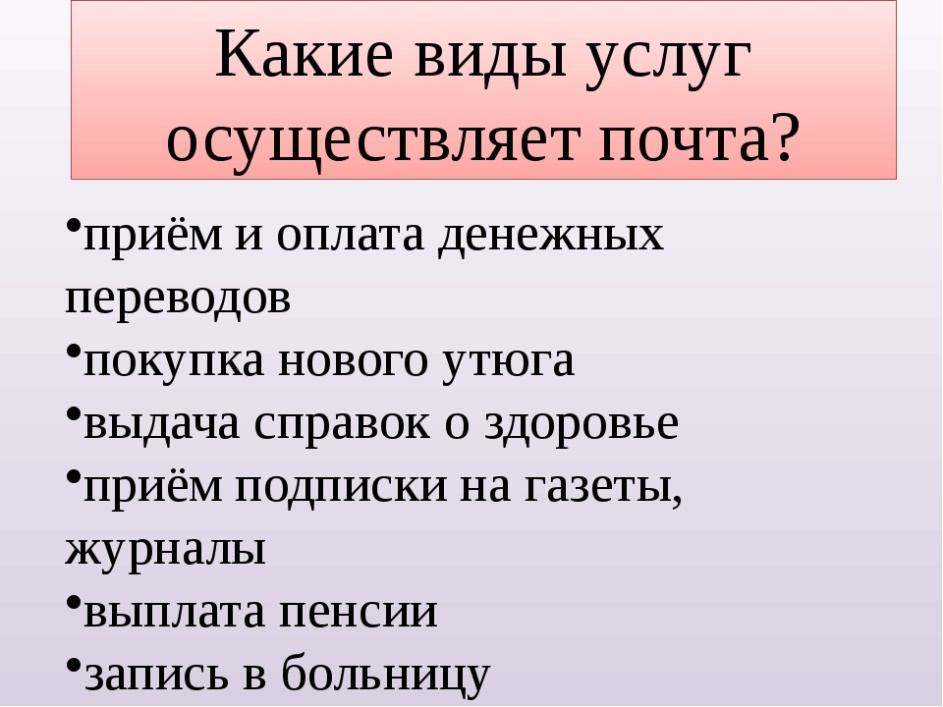 Какие виды услуг
осуществляет почта?
•приём и оплата денежных
переводов
•покупка нового утюга
•выдача справок о здоровье
•приём подписки на газеты,
журналы
•выплата пенсии
•запись в больницу